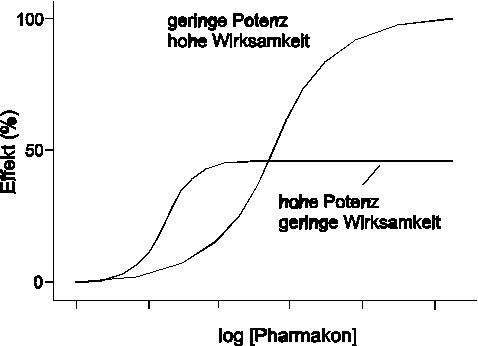 100
geringe Potenz
hohe Wirksamkeit
Effekt (%)
50
hohe Potenz
geringe Wirksamkeit
0
log [Pharmakon]